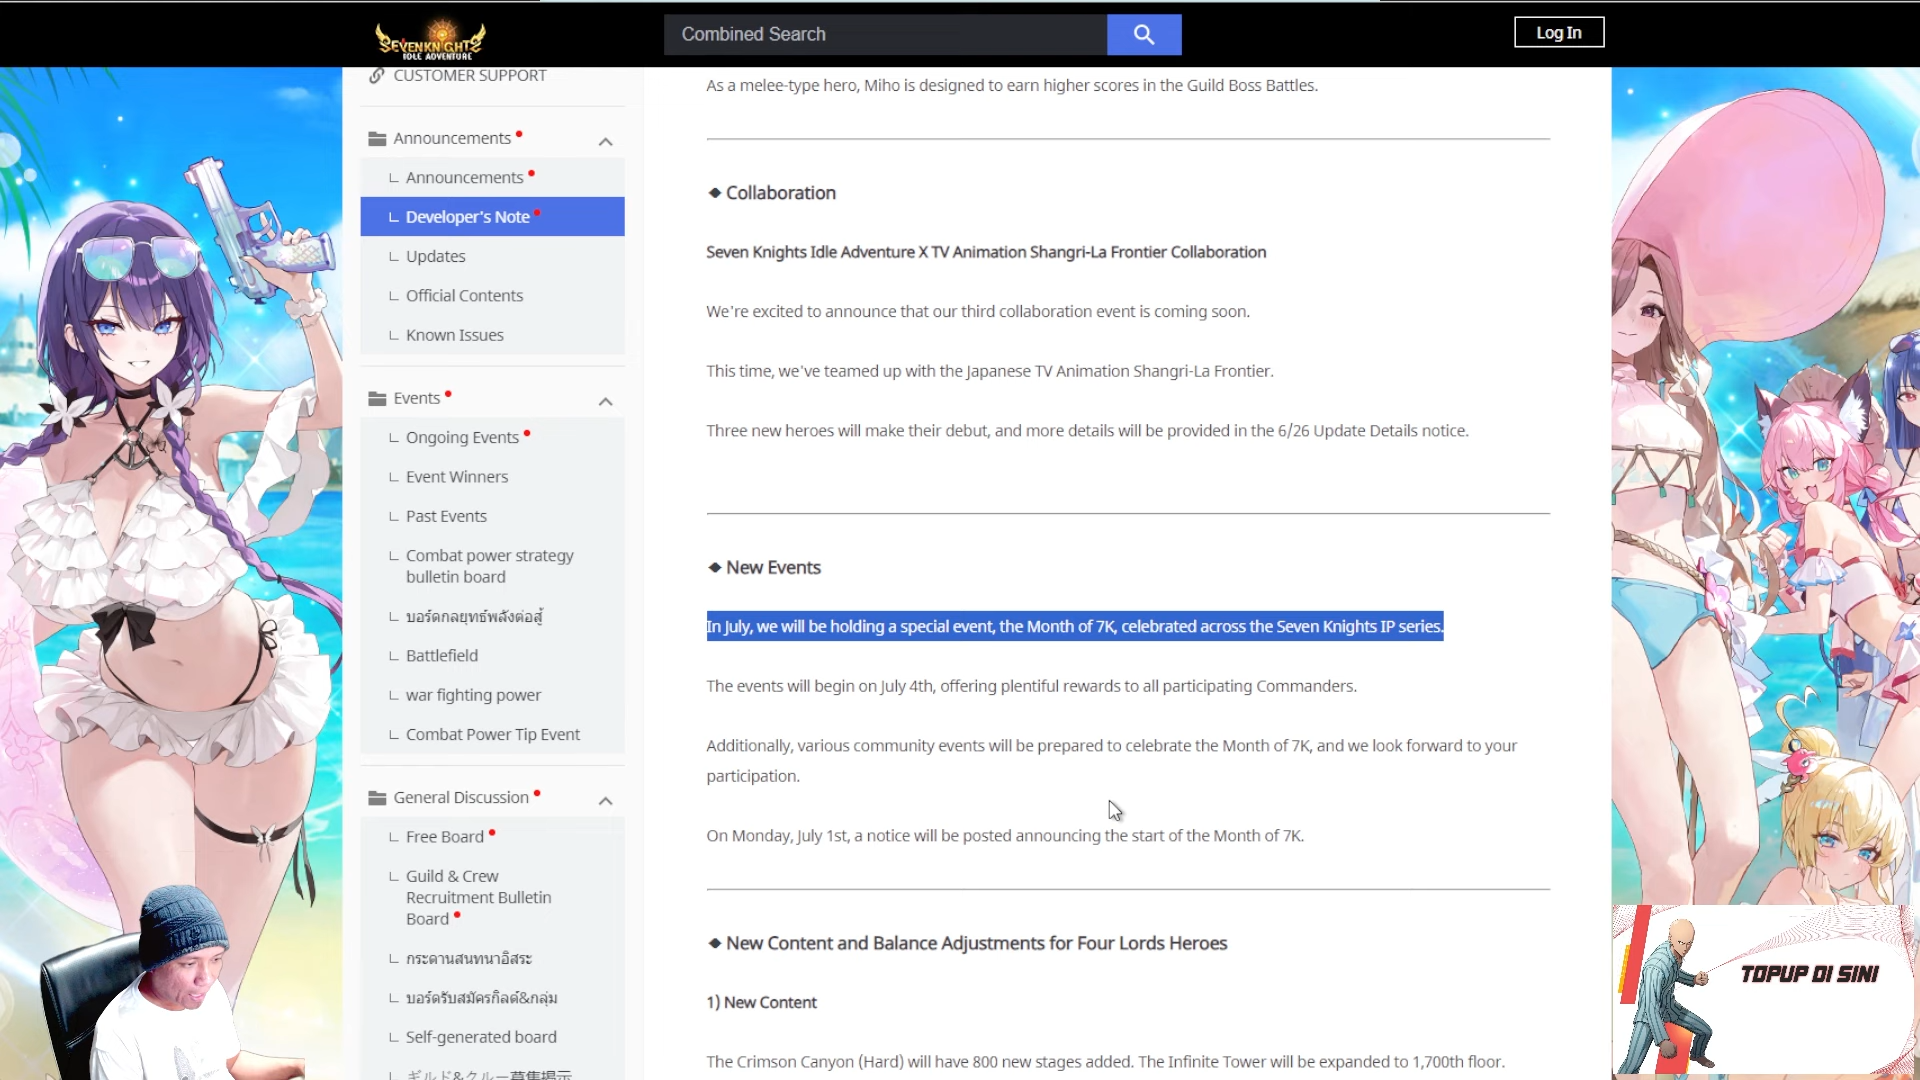 SEVENKNIGHTS
IDLE ADVENTURE
Combined Search
Log In
CUSTOMER SUPPORT
Announcements
Announcements
Developer's Note
Updates
Official Contents
Known Issues
Events
Ongoing Events
Event Winners
Past Events
Combat power strategy
bulletin board
บอร์ดกลยุทธ์พลังต่อสู้
Battlefield
war fighting power
Combat Power Tip Event
General Discussion
Free Board
Guild & Crew
Recruitment Bulletin
Board
กระดานสนทนาอิสระ
บอร์ดรับสมัครกิลด์&กลุ่ม
Self-generated board
ギルド&クルー募集掲示
As a melee-type hero, Miho is designed to earn higher scores in the Guild Boss Battles.
◆ Collaboration
Seven Knights Idle Adventure X TV Animation Shangri-La Frontier Collaboration
We're excited to announce that our third collaboration event is coming soon.
This time, we've teamed up with the Japanese TV Animation Shangri-La Frontier.
Three new heroes will make their debut, and more details will be provided in the 6/26 Update Details notice.
◆ New Events
In July, we will be holding a special event, the Month of 7K, celebrated across the Seven Knights IP series.
The events will begin on July 4th, offering plentiful rewards to all participating Commanders.
Additionally, various community events will be prepared to celebrate the Month of 7K, and we look forward to your
participation.
On Monday, July 1st, a notice will be posted announcing the start of the Month of 7K.
◆ New Content and Balance Adjustments for Four Lords Heroes
1) New Content
The Crimson Canyon (Hard) will have 800 new stages added. The Infinite Tower will be expanded to 1,700th floor.
TOPUP DI SINI